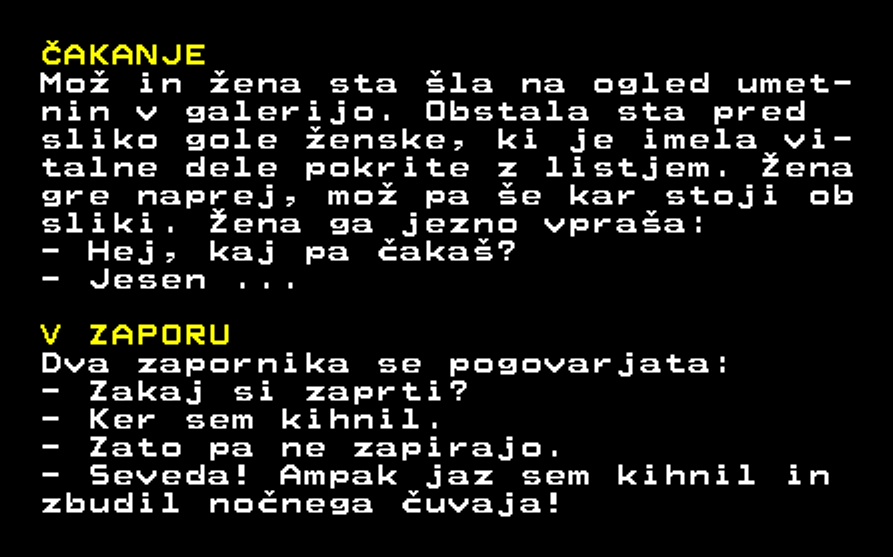 ČAKANJE
Mož in žena sta šla na ogled umet-
nin v galerijo. Obstala sta pred
sliko gole ženske, ki je imela vi-
talne dele pokrite z listjem. Žena
gre naprej, mož pa še kar stoji ob
sliki. Žena ga jezno vpraša:
- Hej, kaj pa čakaš?
- Jesen ...
V ZAPORU
Dva zapornika se pogovarjata:
- Zakaj si zaprti?
- Ker sem kihnil.
- Zato pa ne zapirajo.
- Seveda! Ampak jaz sem kihnil in
zbudil nočnega čuvaja!